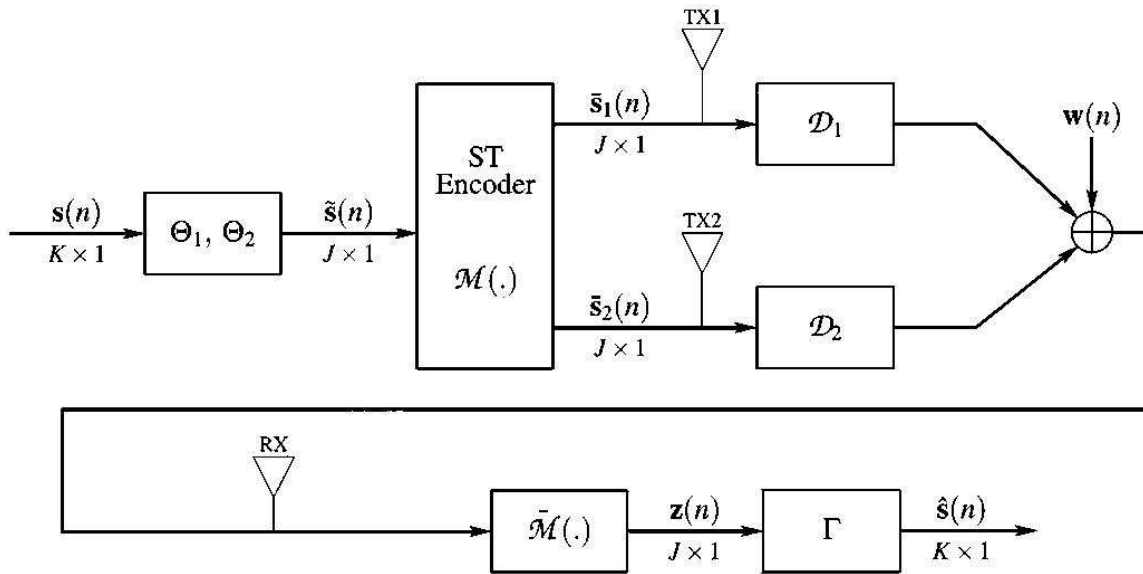 TX1
s̄₁(n)
J × 1
𝒟₁
w(n)
ST
Encoder
ℳ(.)
s(n)
K × 1
Θ₁, Θ₂
s̃(n)
J × 1
TX2
s̄₂(n)
J × 1
𝒟₂
RX
ℳ̄(.)
z(n)
J × 1
Γ
ŝ(n)
K × 1